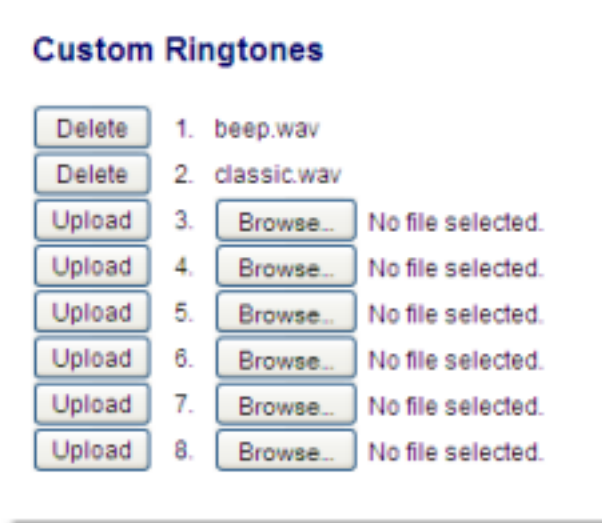 Custom Ringtones
Delete 1. beep.wav
Delete 2. classic.wav
Upload 3. Browse... No file selected.
Upload 4. Browse... No file selected.
Upload 5. Browse... No file selected.
Upload 6. Browse... No file selected.
Upload 7. Browse... No file selected.
Upload 8. Browse... No file selected.